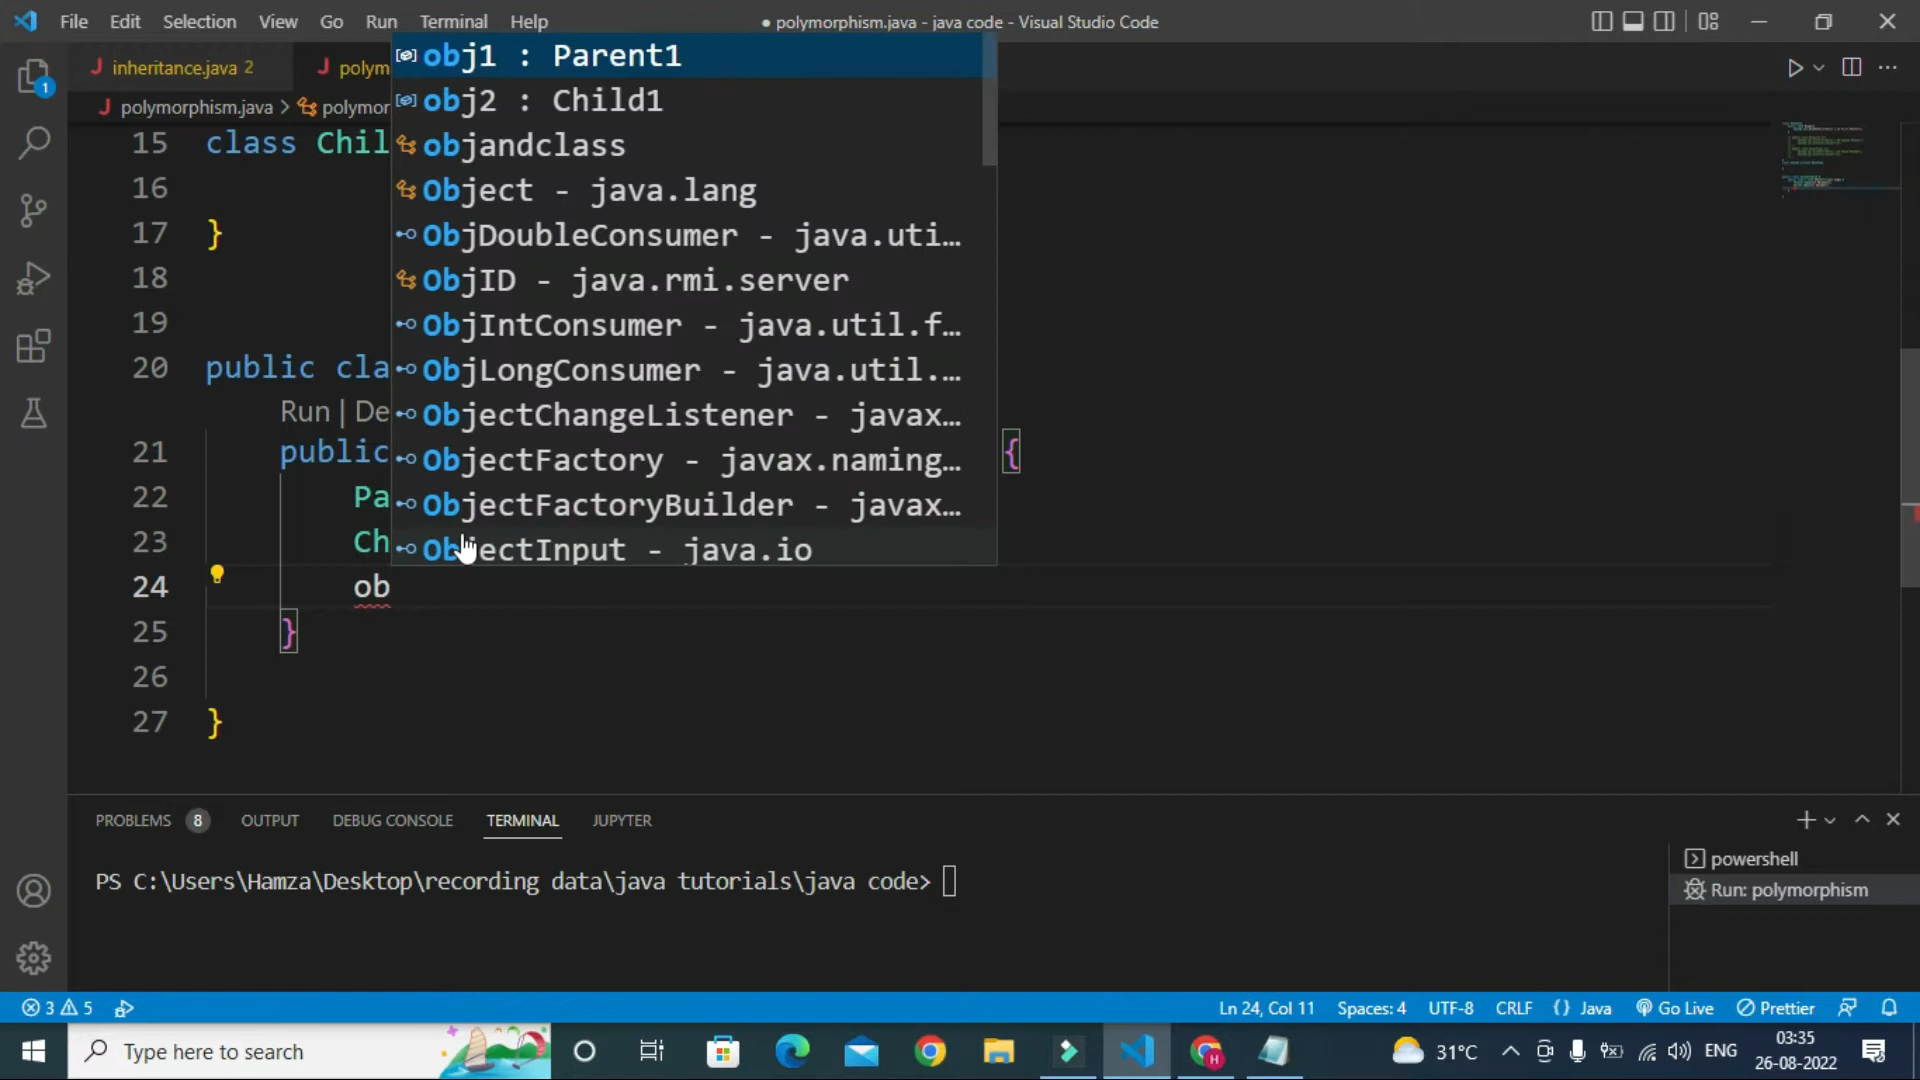 File Edit Selection View Go Run Terminal Help
● polymorphism.java - java code - Visual Studio Code
inheritance.java 2
polym
polymorphism.java > polymor
obj1 : Parent1
obj2 : Child1
objandclass
Object - java.lang
ObjDoubleConsumer - java.uti…
ObjID - java.rmi.server
ObjIntConsumer - java.util.f…
ObjLongConsumer - java.util.…
ObjectChangeListener - javax…
ObjectFactory - javax.naming…
ObjectFactoryBuilder - javax…
ObjectInput - java.io
15 class Chil
16
17 }
18
19
20 public cla
Run | De
21 public {
22 Pa
23 Ch
24 ob
25 }
26
27 }
PROBLEMS 8 OUTPUT DEBUG CONSOLE TERMINAL JUPYTER
PS C:\Users\Hamza\Desktop\recording data\java tutorials\java code>
powershell
Run: polymorphism
3 5 Ln 24, Col 11 Spaces: 4 UTF-8 CRLF {} Java Go Live Prettier
Type here to search
31°C ENG
03:35
26-08-2022